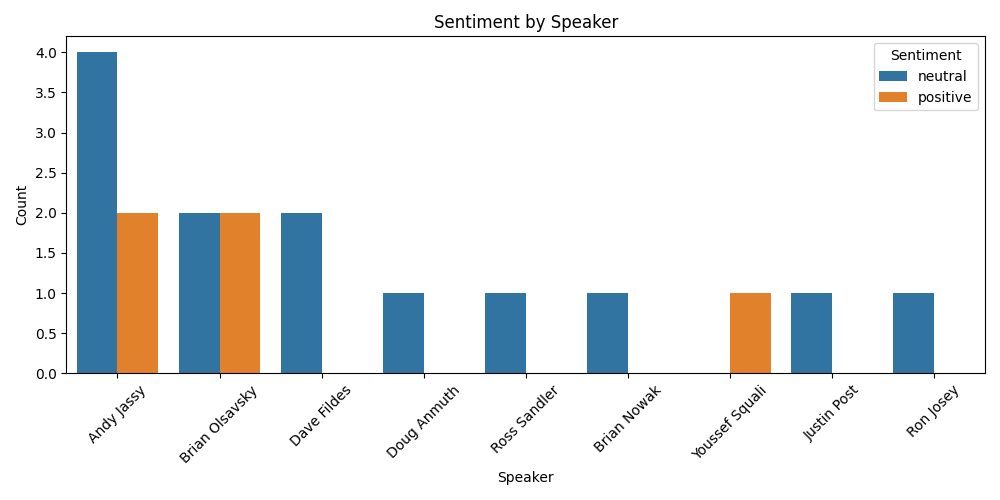 Sentiment by Speaker
Sentiment
neutral
positive
Count
4.0
3.5
3.0
2.5
2.0
1.5
1.0
0.5
0.0
Andy Jassy
Brian Olsavsky
Dave Fildes
Doug Anmuth
Ross Sandler
Brian Nowak
Youssef Squali
Justin Post
Ron Josey
Speaker